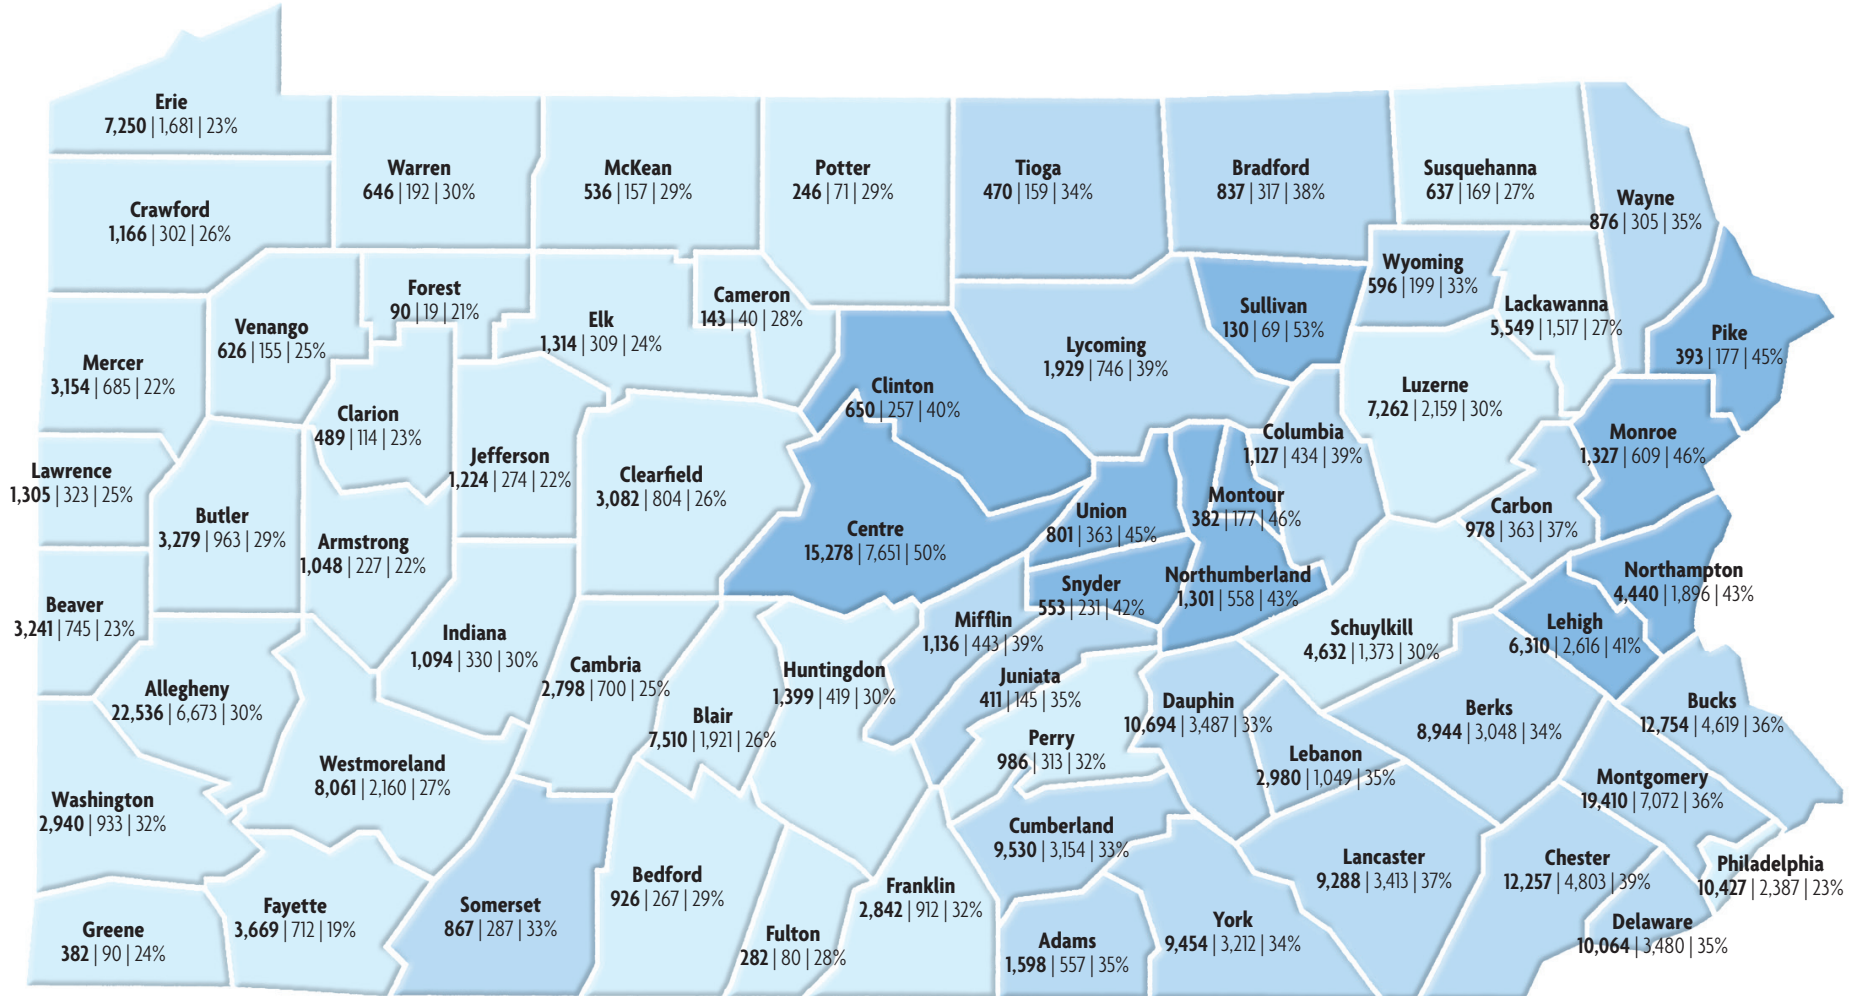 Erie
7,250 | 1,681 | 23%
Warren
646 | 192 | 30%
McKean
536 | 157 | 29%
Potter
246 | 71 | 29%
Tioga
470 | 159 | 34%
Bradford
837 | 317 | 38%
Susquehanna
637 | 169 | 27%
Wayne
876 | 305 | 35%
Crawford
1,166 | 302 | 26%
Wyoming
596 | 199 | 33%
Forest
90 | 19 | 21%
Cameron
143 | 40 | 28%
Sullivan
130 | 69 | 53%
Lackawanna
5,549 | 1,517 | 27%
Venango
626 | 155 | 25%
Elk
1,314 | 309 | 24%
Pike
393 | 177 | 45%
Lycoming
1,929 | 746 | 39%
Mercer
3,154 | 685 | 22%
Clinton
650 | 257 | 40%
Luzerne
7,262 | 2,159 | 30%
Clarion
489 | 114 | 23%
Columbia
1,127 | 434 | 39%
Monroe
1,327 | 609 | 46%
Jefferson
1,224 | 274 | 22%
Lawrence
1,305 | 323 | 25%
Clearfield
3,082 | 804 | 26%
Montour
382 | 177 | 46%
Carbon
978 | 363 | 37%
Union
801 | 363 | 45%
Butler
3,279 | 963 | 29%
Centre
15,278 | 7,651 | 50%
Armstrong
1,048 | 227 | 22%
Northampton
4,440 | 1,896 | 43%
Northumberland
1,301 | 558 | 43%
Snyder
553 | 231 | 42%
Beaver
3,241 | 745 | 23%
Mifflin
1,136 | 443 | 39%
Lehigh
6,310 | 2,616 | 41%
Schuylkill
4,632 | 1,373 | 30%
Indiana
1,094 | 330 | 30%
Cambria
2,798 | 700 | 25%
Huntingdon
1,399 | 419 | 30%
Juniata
411 | 145 | 35%
Allegheny
22,536 | 6,673 | 30%
Dauphin
10,694 | 3,487 | 33%
Berks
8,944 | 3,048 | 34%
Bucks
12,754 | 4,619 | 36%
Blair
7,510 | 1,921 | 26%
Perry
986 | 313 | 32%
Lebanon
2,980 | 1,049 | 35%
Westmoreland
8,061 | 2,160 | 27%
Montgomery
19,410 | 7,072 | 36%
Washington
2,940 | 933 | 32%
Cumberland
9,530 | 3,154 | 33%
Lancaster
9,288 | 3,413 | 37%
Chester
12,257 | 4,803 | 39%
Philadelphia
10,427 | 2,387 | 23%
Bedford
926 | 267 | 29%
Franklin
2,842 | 912 | 32%
Fayette
3,669 | 712 | 19%
Somerset
867 | 287 | 33%
York
9,454 | 3,212 | 34%
Delaware
10,064 | 3,480 | 35%
Greene
382 | 90 | 24%
Fulton
282 | 80 | 28%
Adams
1,598 | 557 | 35%